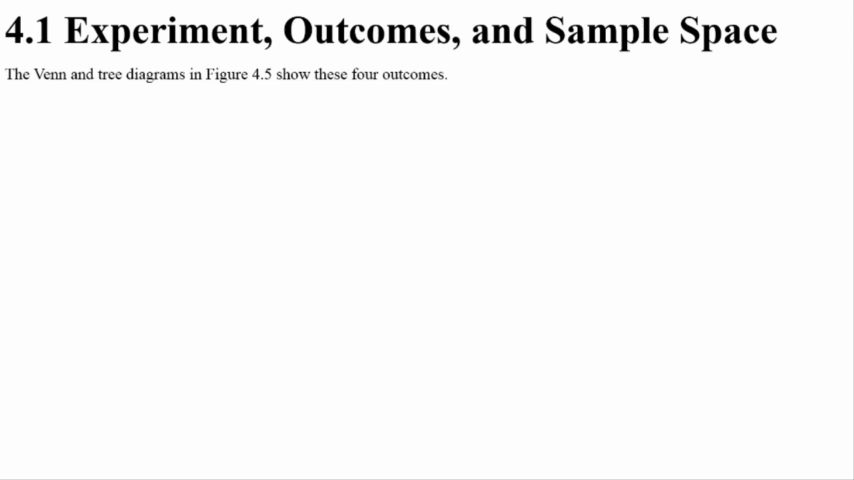 4.1 Experiment, Outcomes, and Sample Space
The Venn and tree diagrams in Figure 4.5 show these four outcomes.